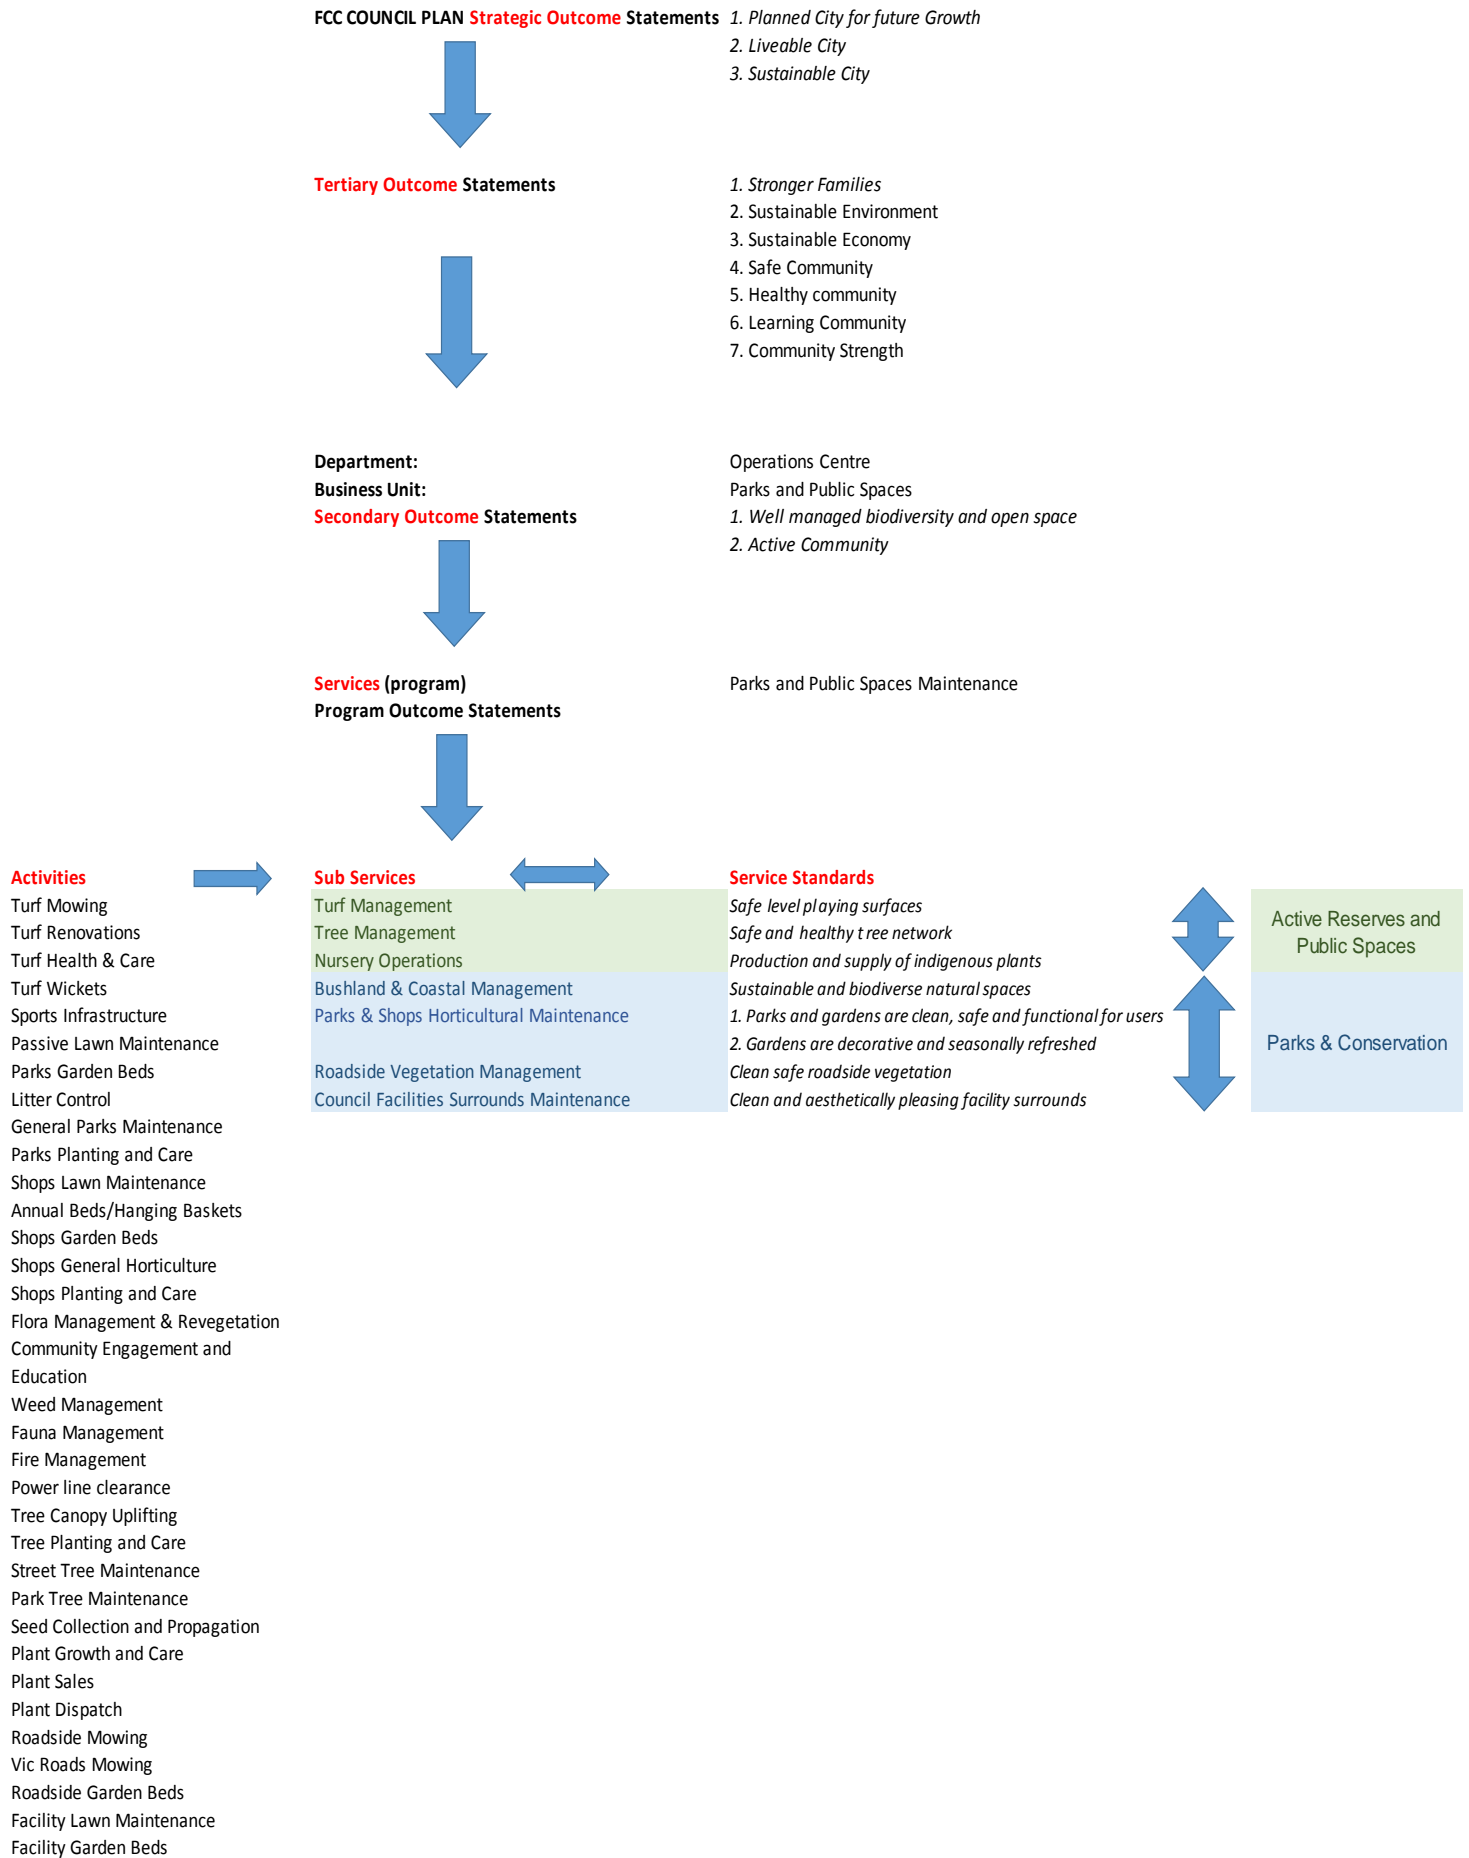 FCC COUNCIL PLAN Strategic Outcome Statements 1. Planned City for future Growth
2. Liveable City
3. Sustainable City
Tertiary Outcome Statements 1. Stronger Families
2. Sustainable Environment
3. Sustainable Economy
4. Safe Community
5. Healthy community
6. Learning Community
7. Community Strength
Department: Operations Centre
Business Unit: Parks and Public Spaces
Secondary Outcome Statements 1. Well managed biodiversity and open space
2. Active Community
Services (program) Parks and Public Spaces Maintenance
Program Outcome Statements
Activities Sub Services Service Standards
Turf Mowing Turf Management Safe level playing surfaces
Active Reserves and
Turf Renovations Tree Management Safe and healthy tree network
Public Spaces
Turf Health & Care Nursery Operations Production and supply of indigenous plants
Turf Wickets Bushland & Coastal Management Sustainable and biodiverse natural spaces
Sports Infrastructure Parks & Shops Horticultural Maintenance 1. Parks and gardens are clean, safe and functional for users
Passive Lawn Maintenance 2. Gardens are decorative and seasonally refreshed Parks & Conservation
Parks Garden Beds Roadside Vegetation Management Clean safe roadside vegetation
Litter Control Council Facilities Surrounds Maintenance Clean and aesthetically pleasing facility surrounds
General Parks Maintenance
Parks Planting and Care
Shops Lawn Maintenance
Annual Beds/Hanging Baskets
Shops Garden Beds
Shops General Horticulture
Shops Planting and Care
Flora Management & Revegetation
Community Engagement and
Education
Weed Management
Fauna Management
Fire Management
Power line clearance
Tree Canopy Uplifting
Tree Planting and Care
Street Tree Maintenance
Park Tree Maintenance
Seed Collection and Propagation
Plant Growth and Care
Plant Sales
Plant Dispatch
Roadside Mowing
Vic Roads Mowing
Roadside Garden Beds
Facility Lawn Maintenance
Facility Garden Beds